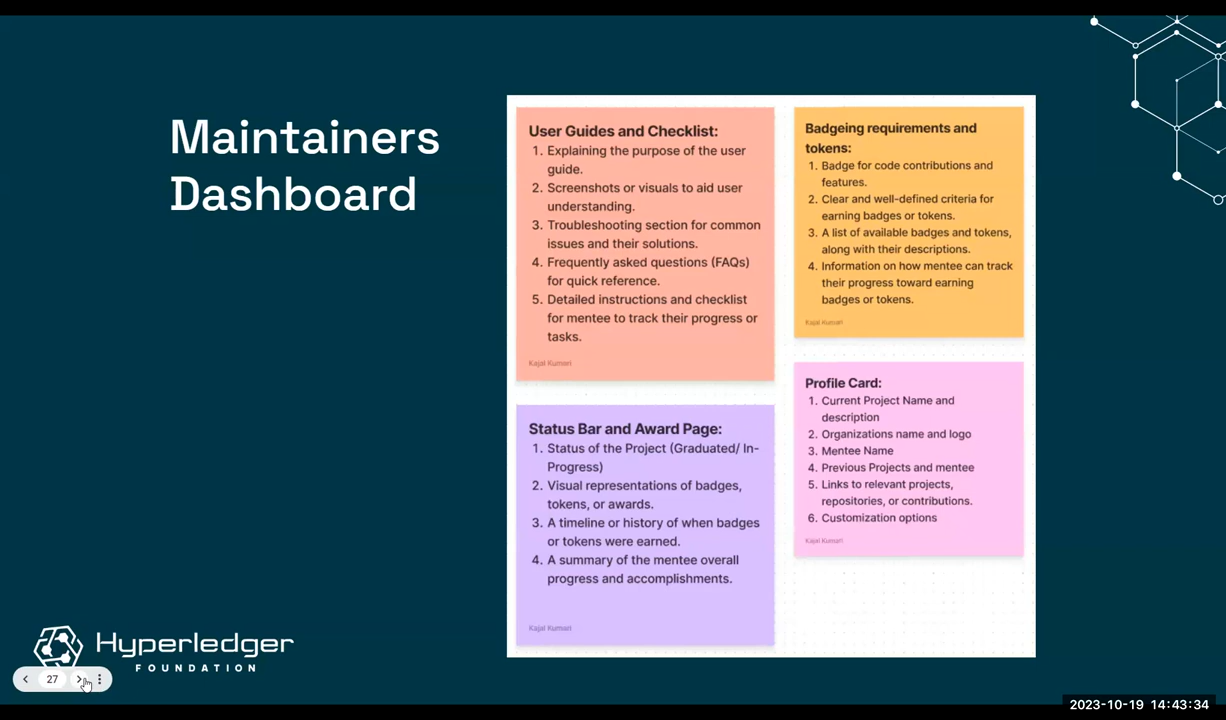 Maintainers
Dashboard
User Guides and Checklist:
1. Explaining the purpose of the user
guide.
2. Screenshots or visuals to aid user
understanding.
3. Troubleshooting section for common
issues and their solutions.
4. Frequently asked questions (FAQs)
for quick reference.
5. Detailed instructions and checklist
for mentee to track their progress or
tasks.
Kajal Kumari
Badgeing requirements and
tokens:
1. Badge for code contributions and
features.
2. Clear and well-defined criteria for
earning badges or tokens.
3. A list of available badges and tokens,
along with their descriptions.
4. Information on how mentee can track
their progress toward earning
badges or tokens.
Kajal Kumari
Status Bar and Award Page:
1. Status of the Project (Graduated/ In-
Progress)
2. Visual representations of badges,
tokens, or awards.
3. A timeline or history of when badges
or tokens were earned.
4. A summary of the mentee overall
progress and accomplishments.
Kajal Kumari
Profile Card:
1. Current Project Name and
description
2. Organizations name and logo
3. Mentee Name
4. Previous Projects and mentee
5. Links to relevant projects,
repositories, or contributions.
6. Customization options
Kajal Kumari
Hyperledger
FOUNDATION
27
2023-10-19 14:43:34